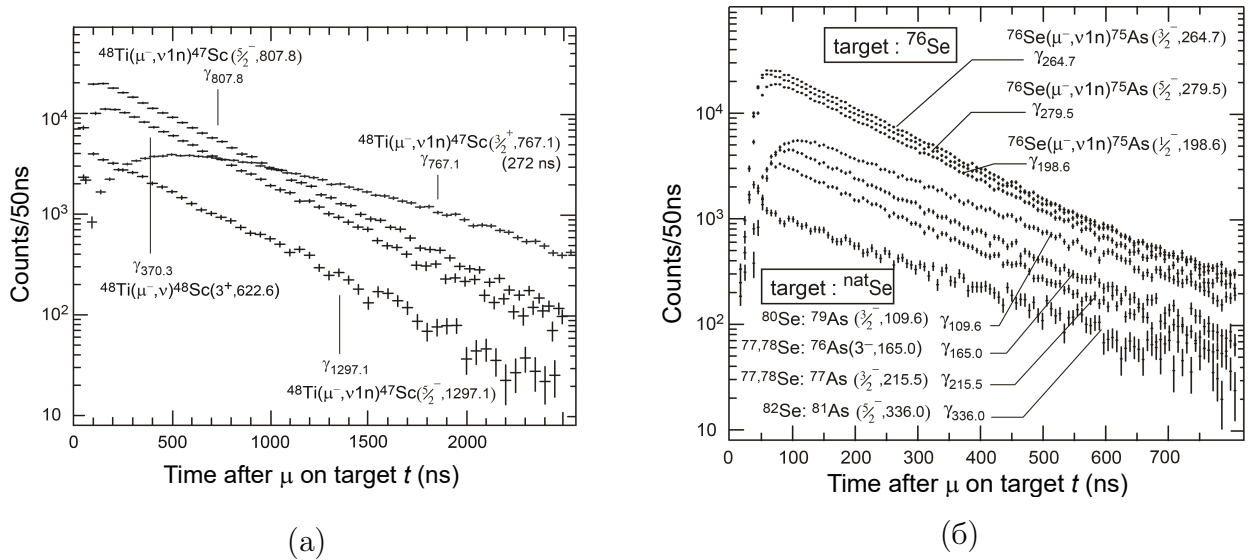 ⁴⁸Ti(μ⁻,ν1n)⁴⁷Sc(5/2⁻,807.8)
γ807.8
⁴⁸Ti(μ⁻,ν1n)⁴⁷Sc(3/2⁺,767.1)
γ767.1 (272 ns)
γ370.3
⁴⁸Ti(μ⁻,ν)⁴⁸Sc(3⁺,622.6)
γ1297.1
⁴⁸Ti(μ⁻,ν1n)⁴⁷Sc(5/2⁻,1297.1)
Counts/50ns
10⁴
10³
10²
10
0 500 1000 1500 2000
Time after μ on target t (ns)
(а)
target : ⁷⁶Se
⁷⁶Se(μ⁻,ν1n)⁷⁵As(3/2⁻,264.7)
γ264.7
⁷⁶Se(μ⁻,ν1n)⁷⁵As(5/2⁻,279.5)
γ279.5
⁷⁶Se(μ⁻,ν1n)⁷⁵As(1/2⁻,198.6)
γ198.6
target : ⁿᵃᵗSe
⁸⁰Se: ⁷⁹As (3/2⁻,109.6) γ109.6
⁷⁷,⁷⁸Se: ⁷⁶As(3⁻,165.0) γ165.0
⁷⁷,⁷⁸Se: ⁷⁷As (3/2⁻,215.5) γ215.5
⁸²Se: ⁸¹As (5/2⁻,336.0) γ336.0
Counts/50ns
10⁴
10³
10²
10
0 100 200 300 400 500 600 700
Time after μ on target t (ns)
(б)